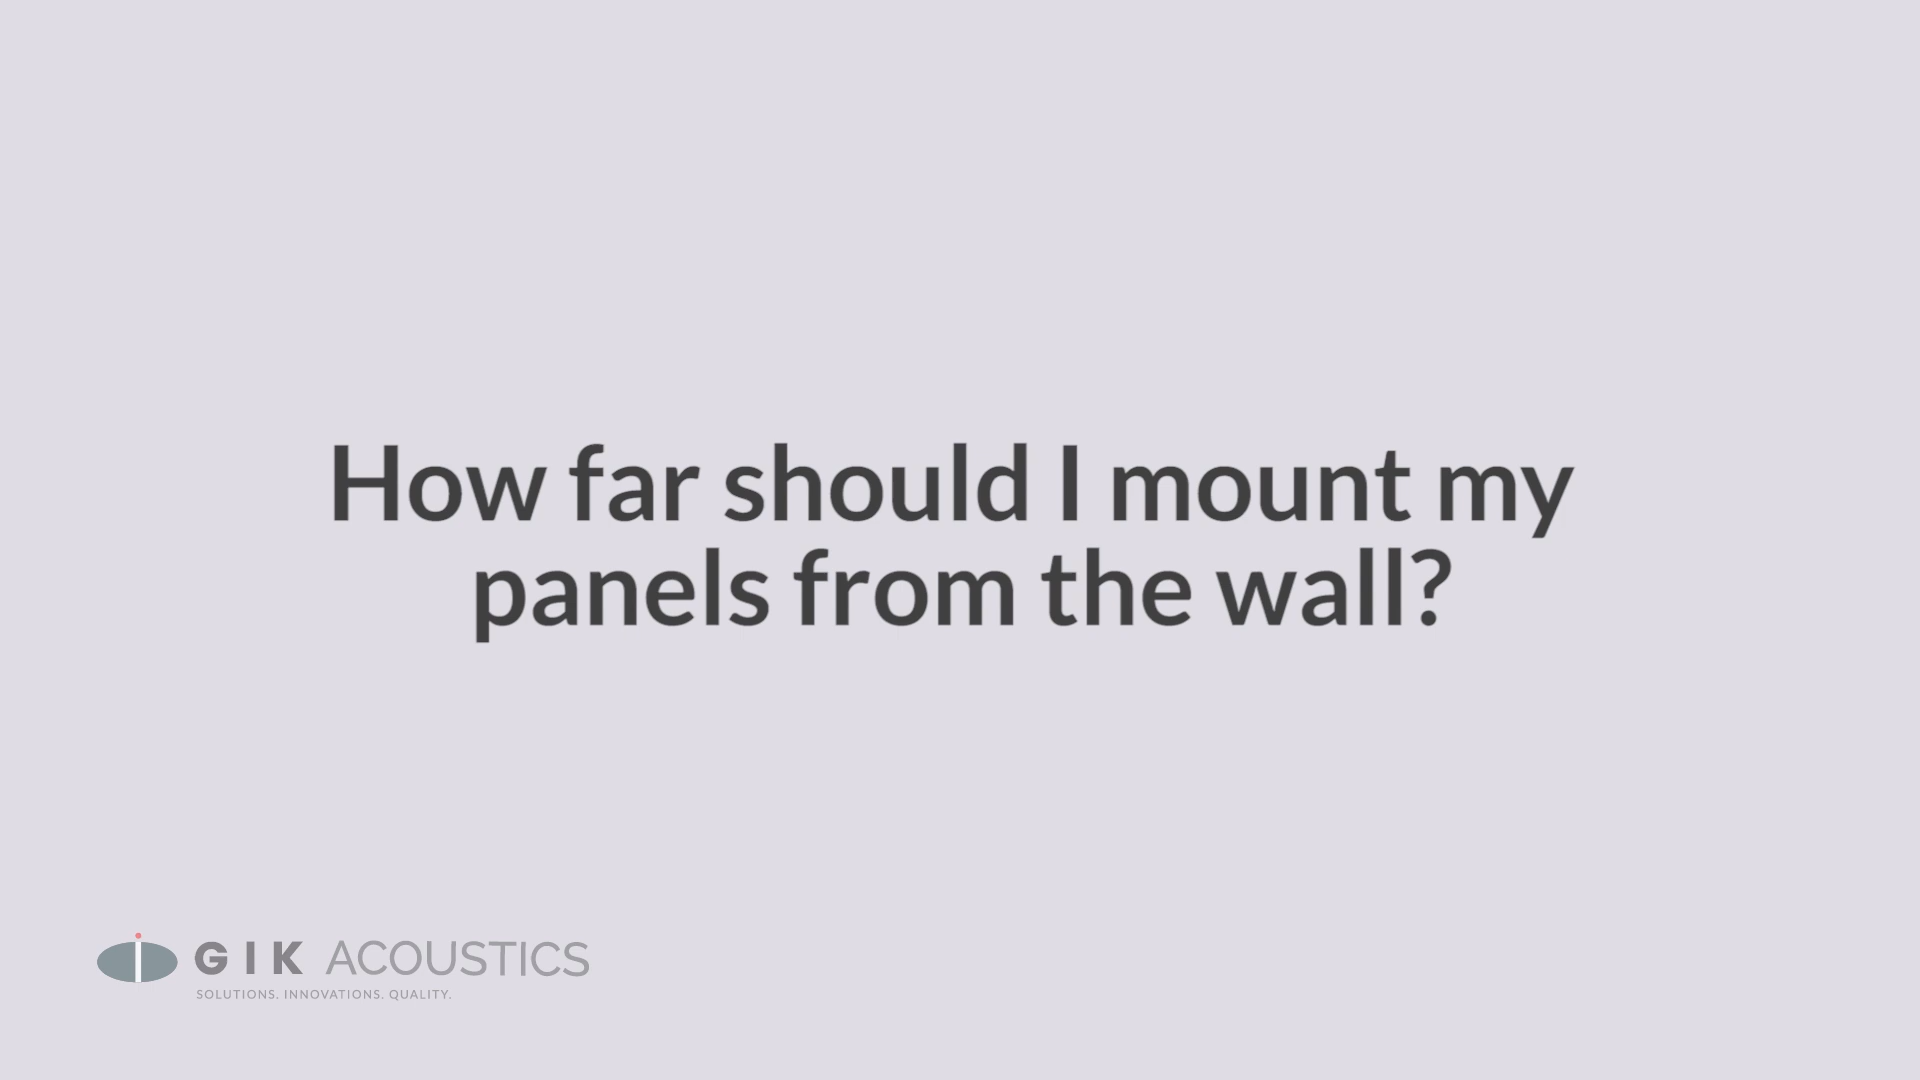 How far should I mount my
panels from the wall?
GIK ACOUSTICS
SOLUTIONS. INNOVATIONS. QUALITY.